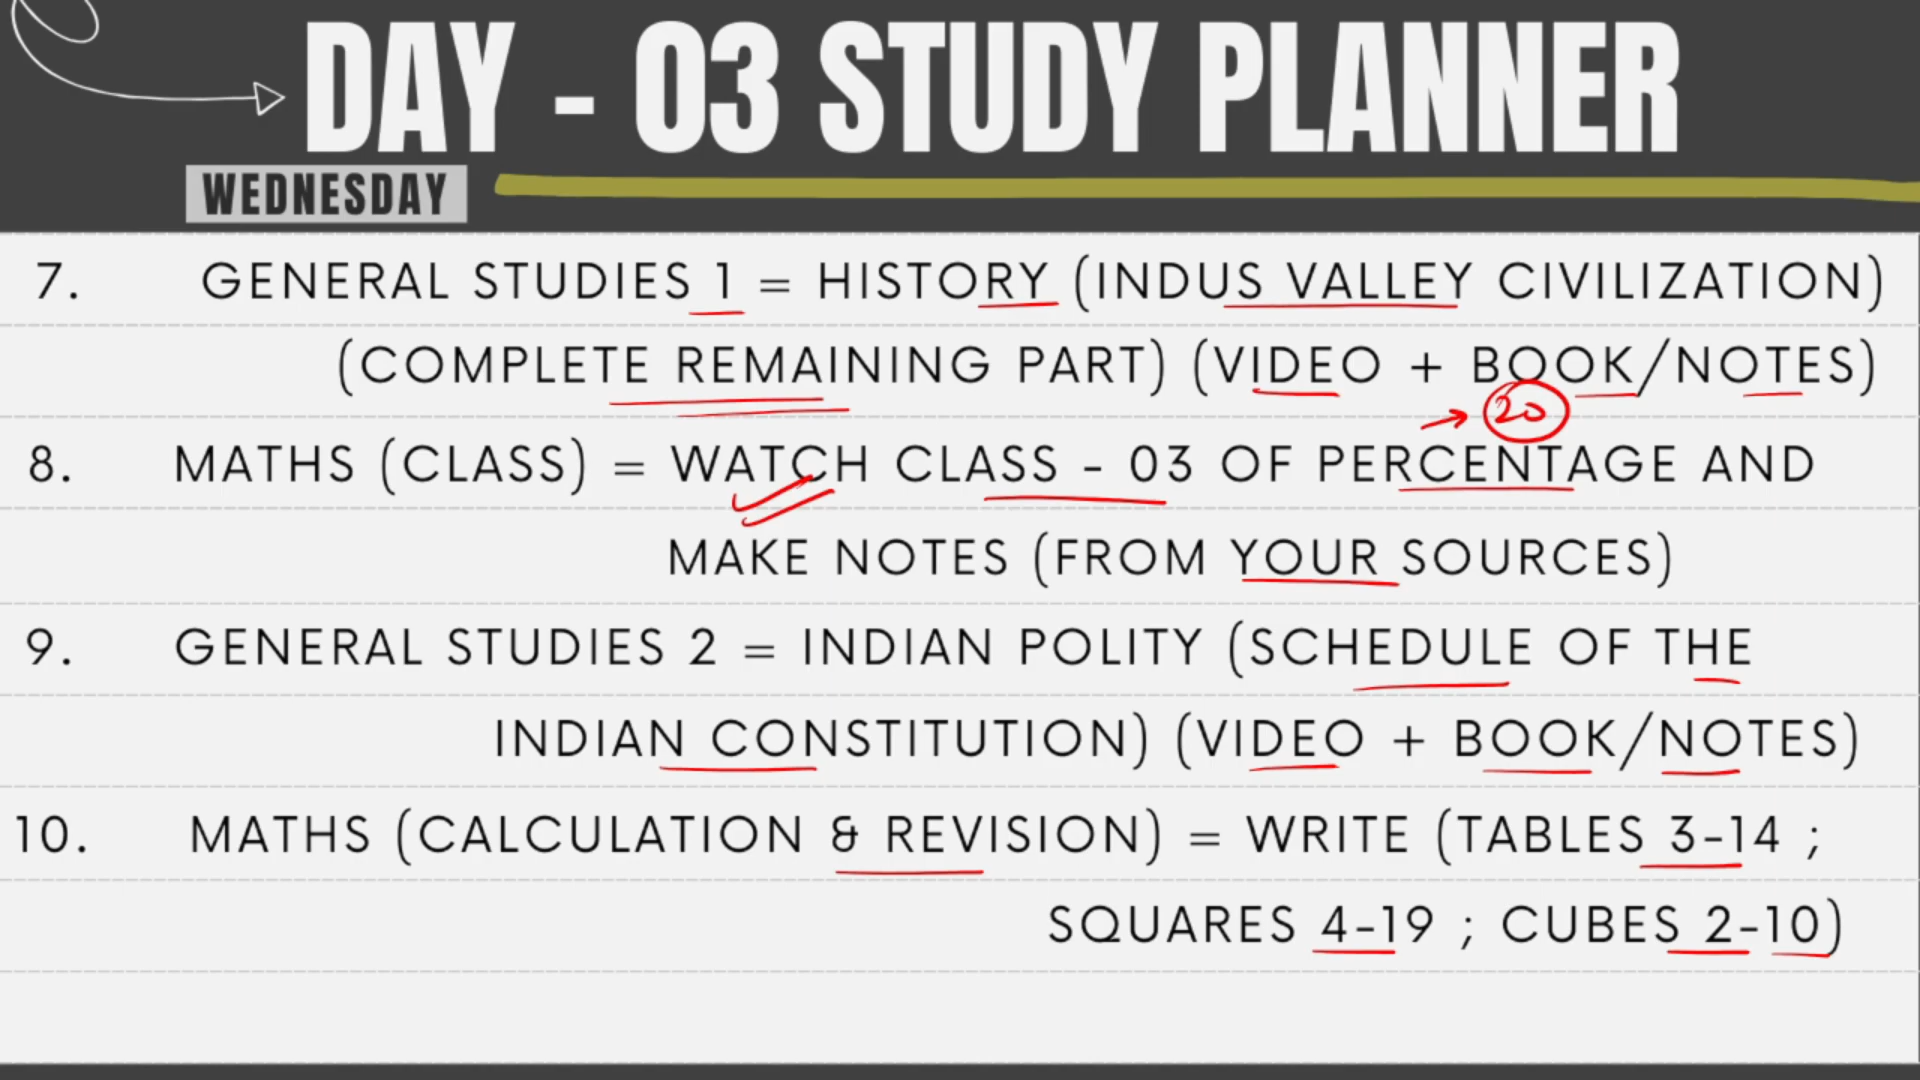 DAY - 03 STUDY PLANNER
WEDNESDAY
7. GENERAL STUDIES 1 = HISTORY (INDUS VALLEY CIVILIZATION)
(COMPLETE REMAINING PART) (VIDEO + BOOK/NOTES)
20
8. MATHS (CLASS) = WATCH CLASS - 03 OF PERCENTAGE AND
MAKE NOTES (FROM YOUR SOURCES)
9. GENERAL STUDIES 2 = INDIAN POLITY (SCHEDULE OF THE
INDIAN CONSTITUTION) (VIDEO + BOOK/NOTES)
10. MATHS (CALCULATION & REVISION) = WRITE (TABLES 3-14 ;
SQUARES 4-19 ; CUBES 2-10)